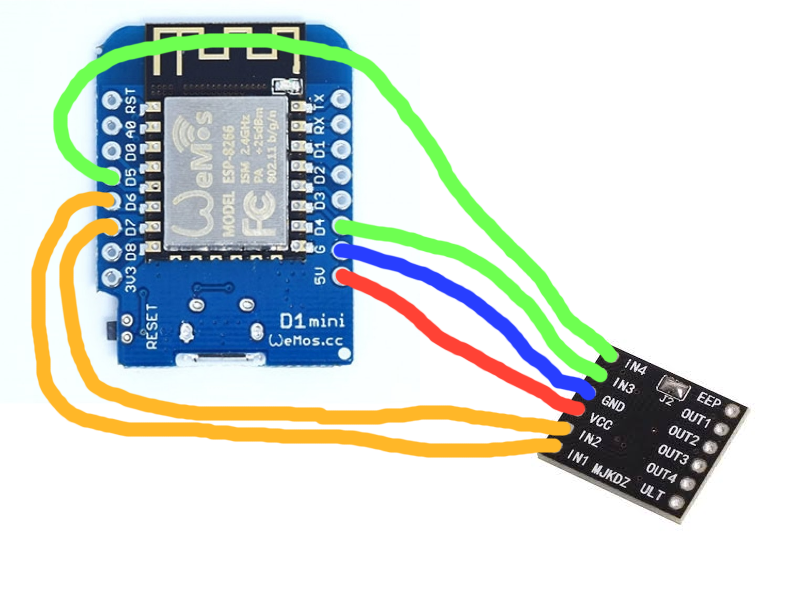 RST
A0
D0
D5
D6
D7
D8
3V3
TX
RX
D1
D2
D3
D4
G
5V
WeMos
MODEL ESP-8266
ISM 2.4GHz
PA +25dBm
802.11 b/g/n
FC
RESET
D1 mini
WeMos.cc
IN4
IN3
GND
VCC
IN2
IN1
J2
EEP
OUT1
OUT2
OUT3
OUT4
ULT
MJKDZ